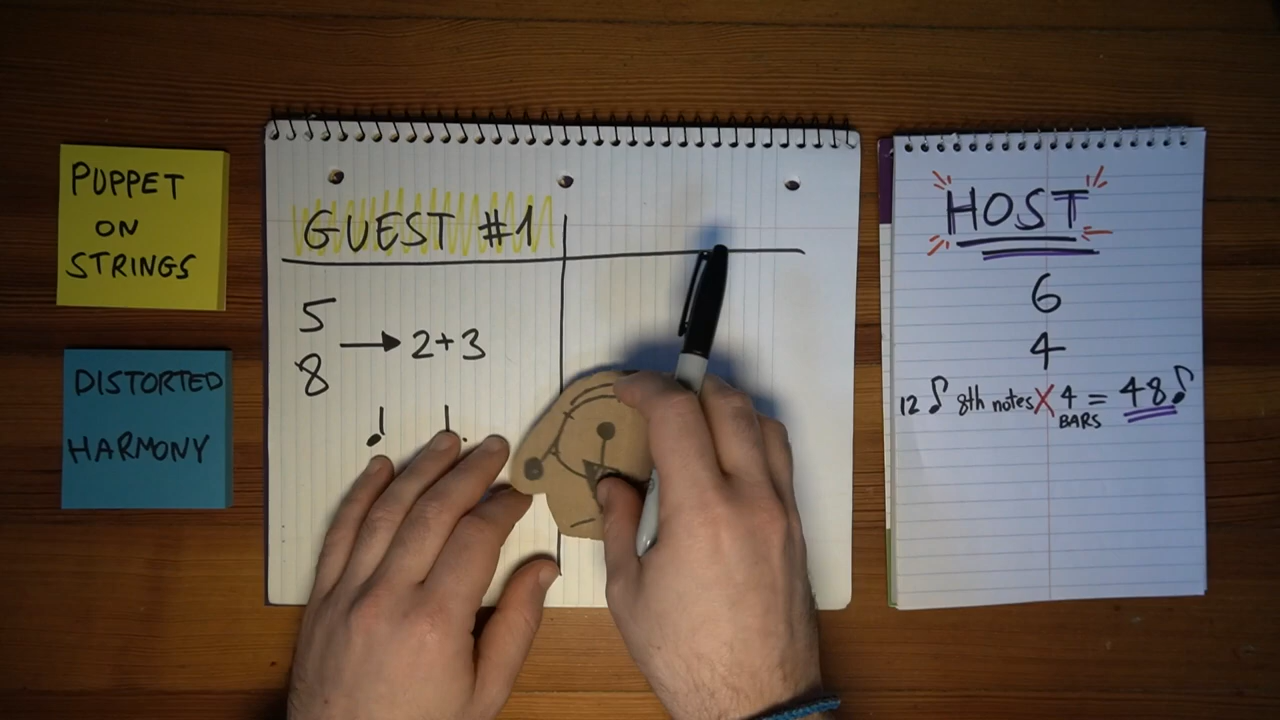 PUPPET
ON
STRINGS
DISTORTED
HARMONY
GUEST #1
5
8 → 2+3
HOST
6
4
12 ♪ 8th notes X 4 = 48 ♪
BARS